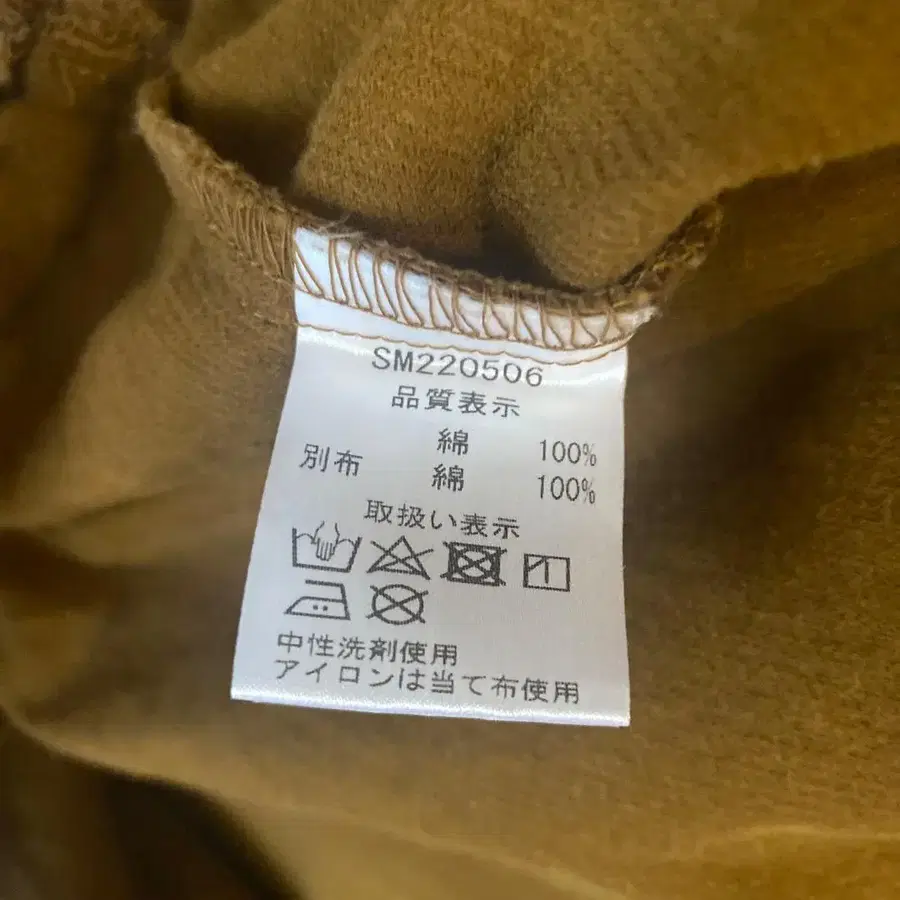 SM220506
品質表示
綿 100%
別布 綿 100%
取扱い表示
中性洗剤使用
アイロンは当て布使用